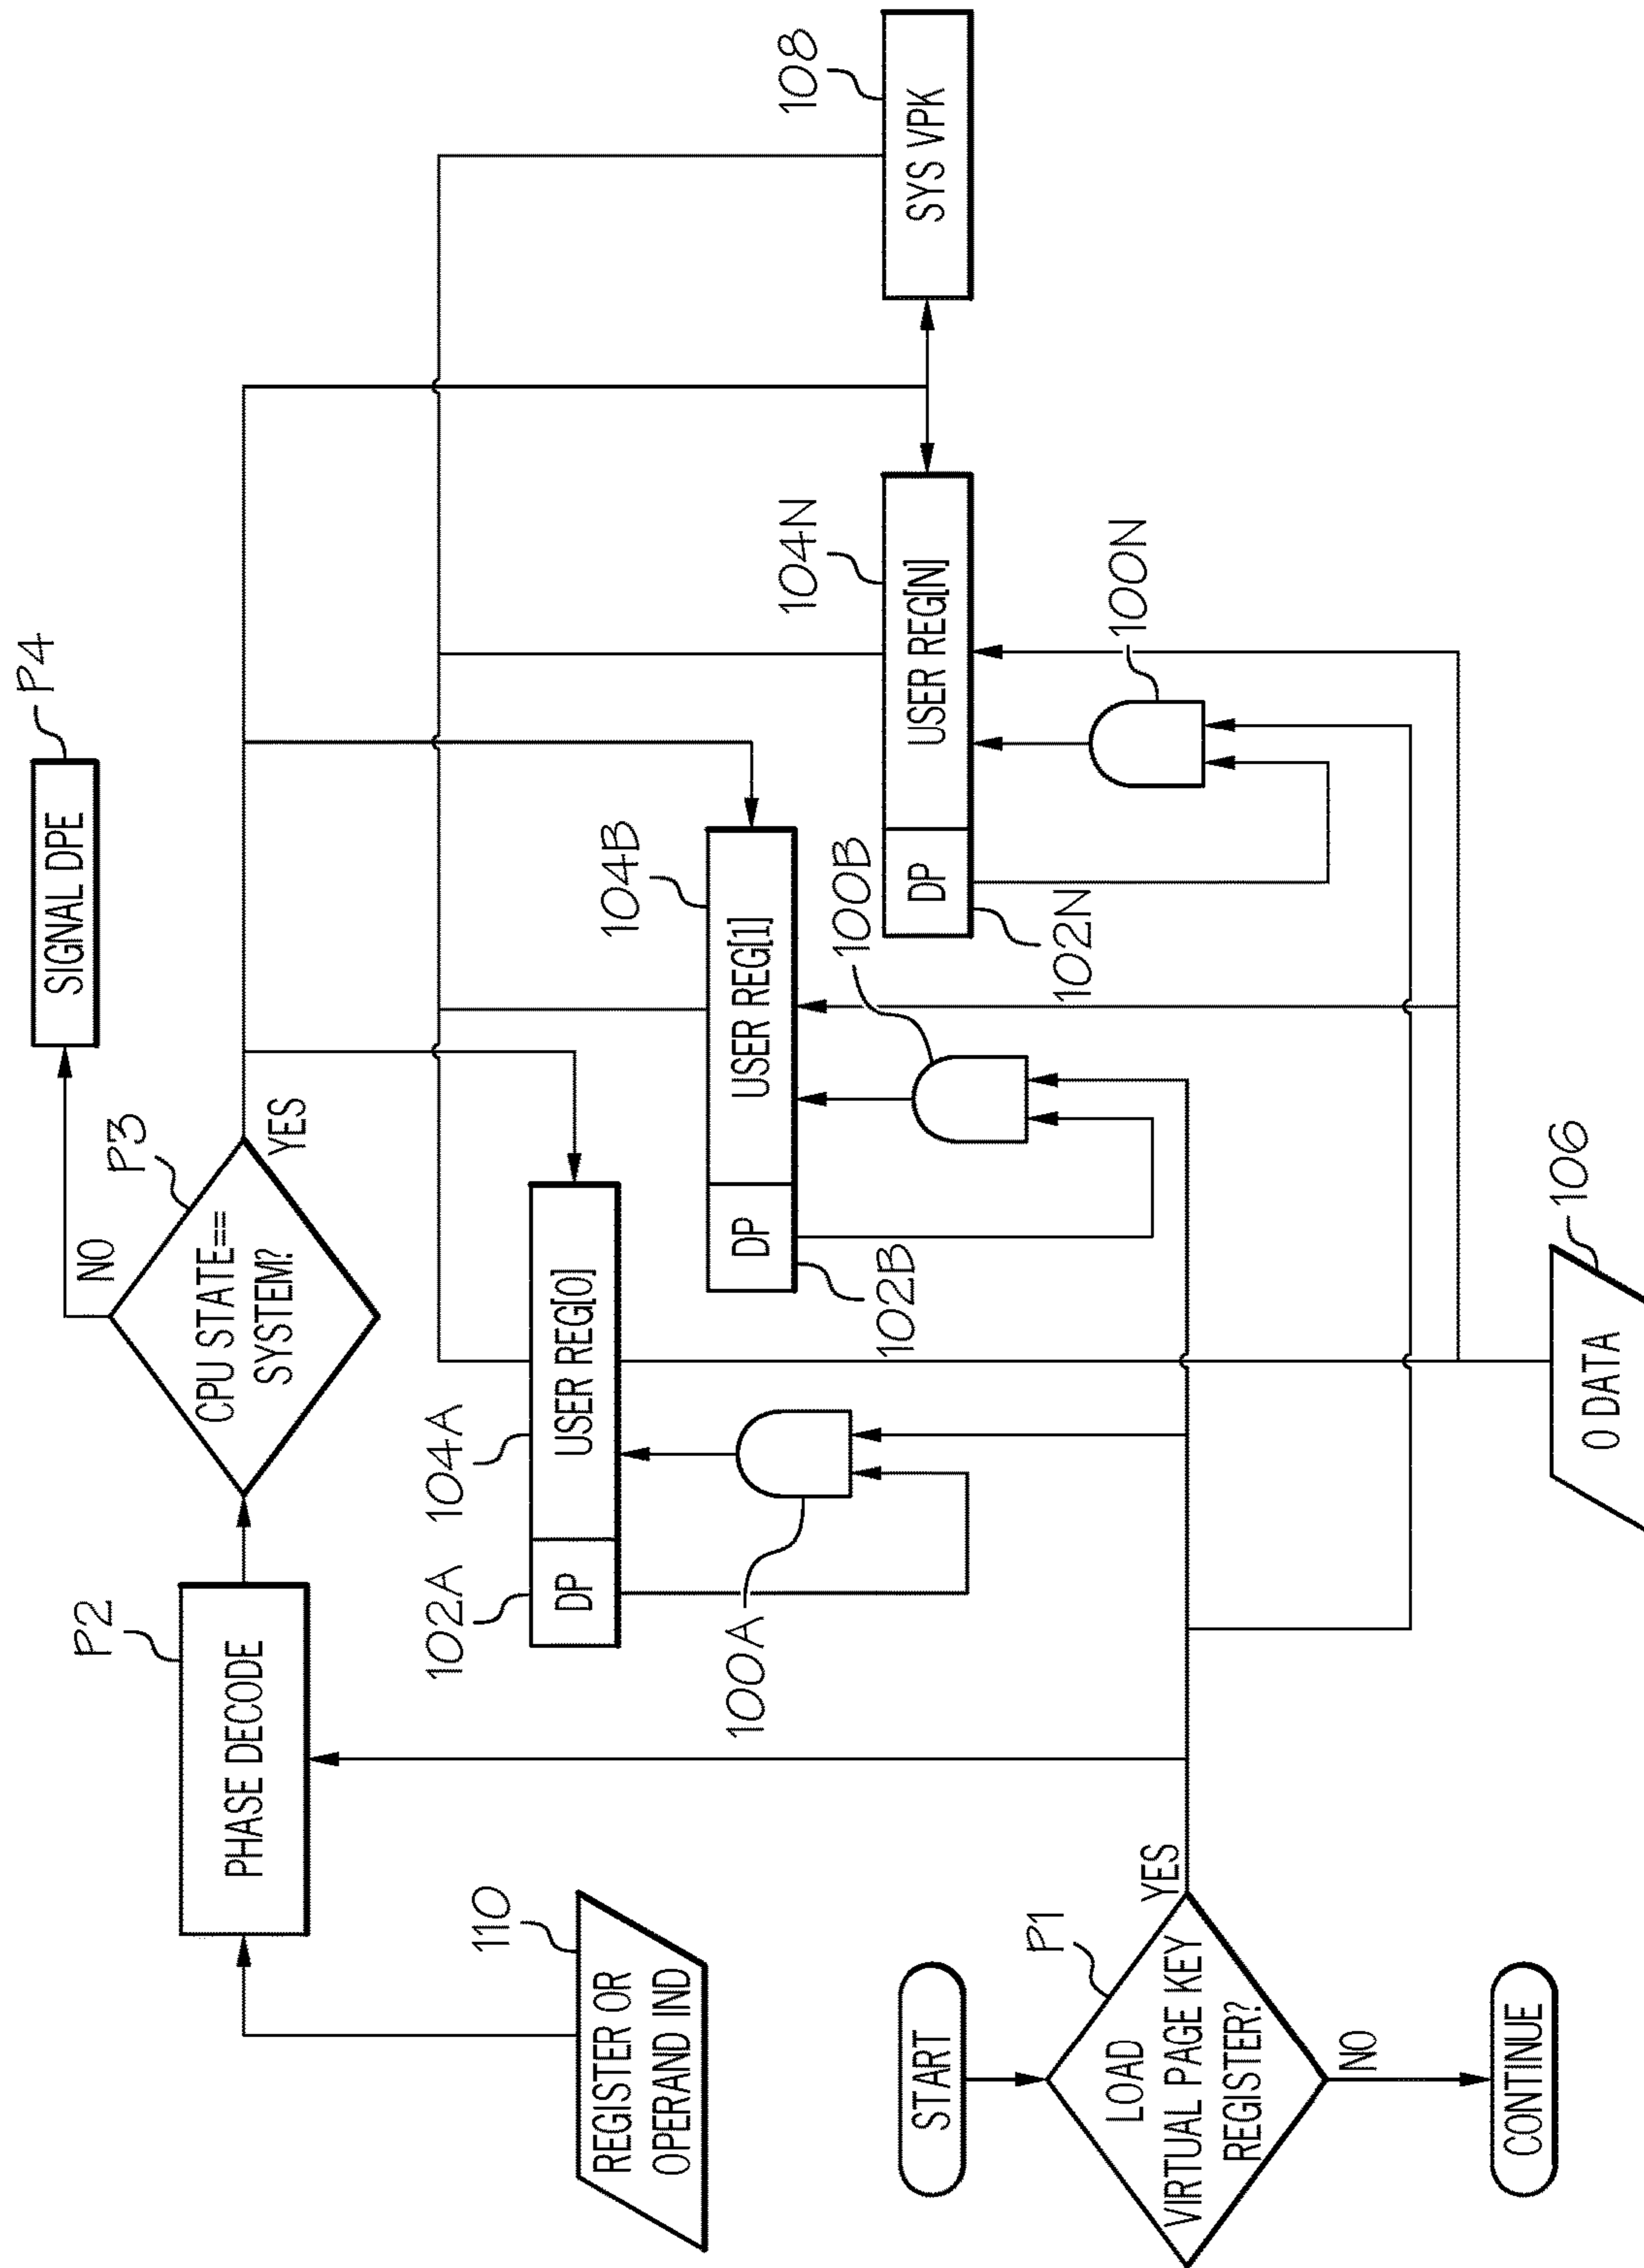 START
P1
LOAD
VIRTUAL PAGE KEY
REGISTER?
YES
NO
CONTINUE
110
REGISTER OR
OPERAND IND
P2
PHASE DECODE
P3
CPU STATE==
SYSTEM?
NO
YES
P4
SIGNAL DPE
102A
104A
DP
USER REG[0]
100A
104B
DP
USER REG[1]
102B
100B
104N
DP
USER REG[N]
102N
100N
108
SYS VPK
106
0 DATA